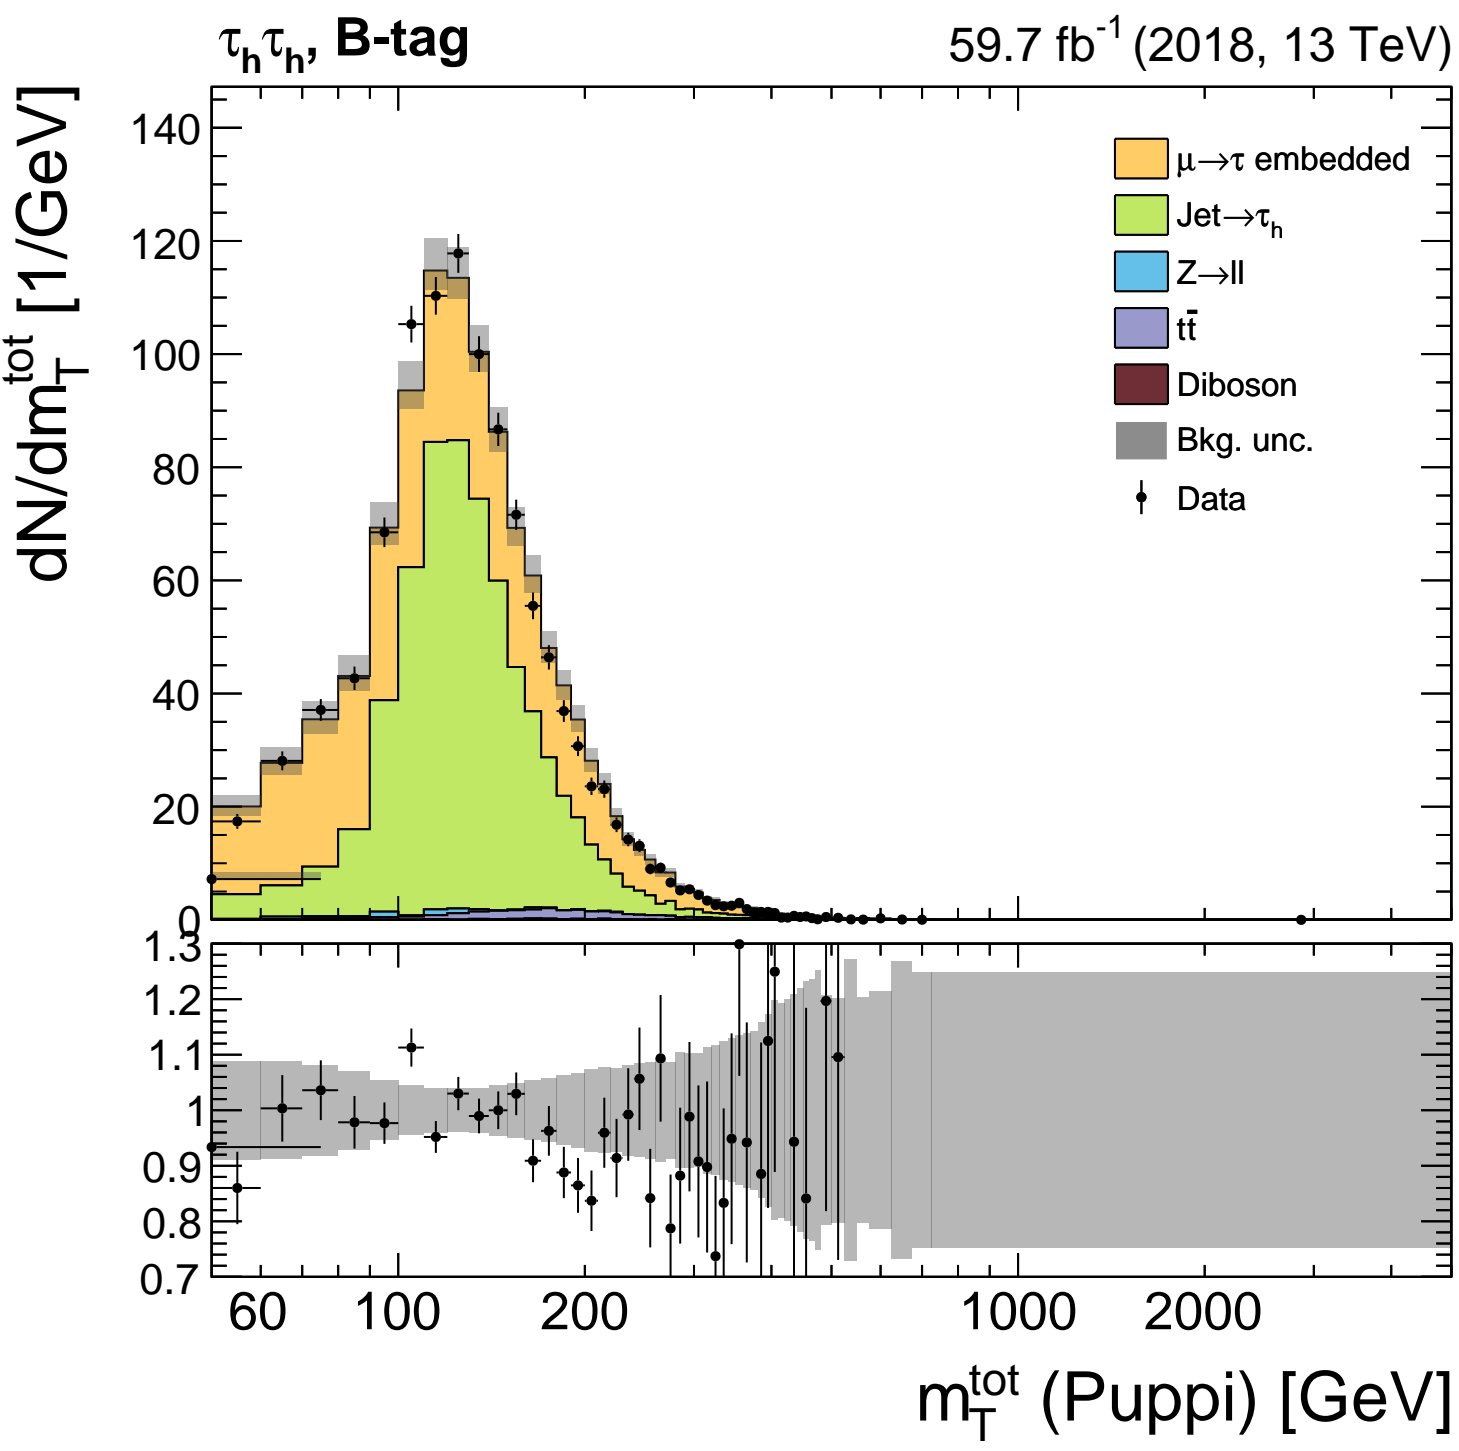 τhτh, B-tag
59.7 fb-1 (2018, 13 TeV)
dN/dmTtot [1/GeV]
140
120
100
80
60
40
20
0
μ→τ embedded
Jet→τh
Z→ll
tt̄
Diboson
Bkg. unc.
Data
1.3
1.2
1.1
1
0.9
0.8
0.7
60 100 200 1000 2000
mTtot (Puppi) [GeV]